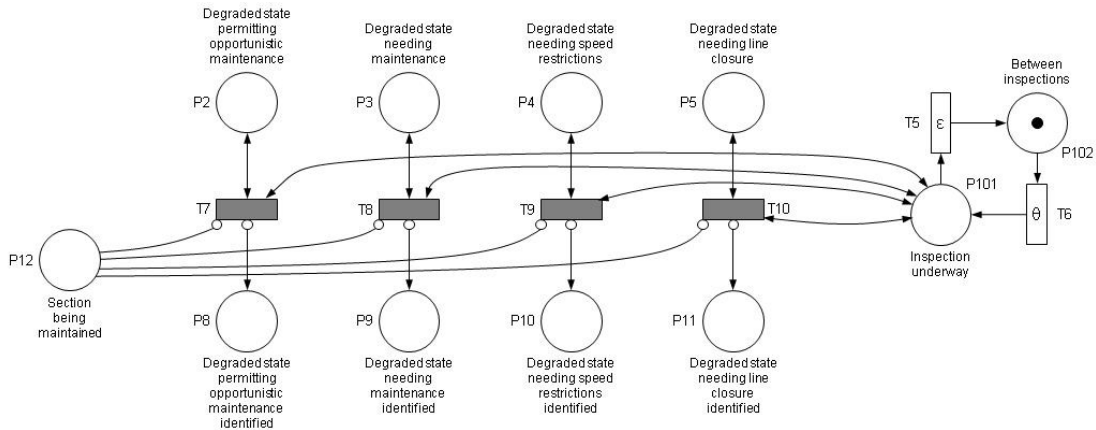 Degraded state
permitting
opportunistic
maintenance
Degraded state
needing
maintenance
Degraded state
needing speed
restrictions
Degraded state
needing line
closure
Between
inspections
P2
P3
P4
P5
T5
ε
P102
P101
T7
T8
T9
T10
θ
T6
P12
Section
being
maintained
Inspection
underway
P8
P9
P10
P11
Degraded state
permitting
opportunistic
maintenance
identified
Degraded state
needing
maintenance
identified
Degraded state
needing speed
restrictions
identified
Degraded state
needing line
closure
identified